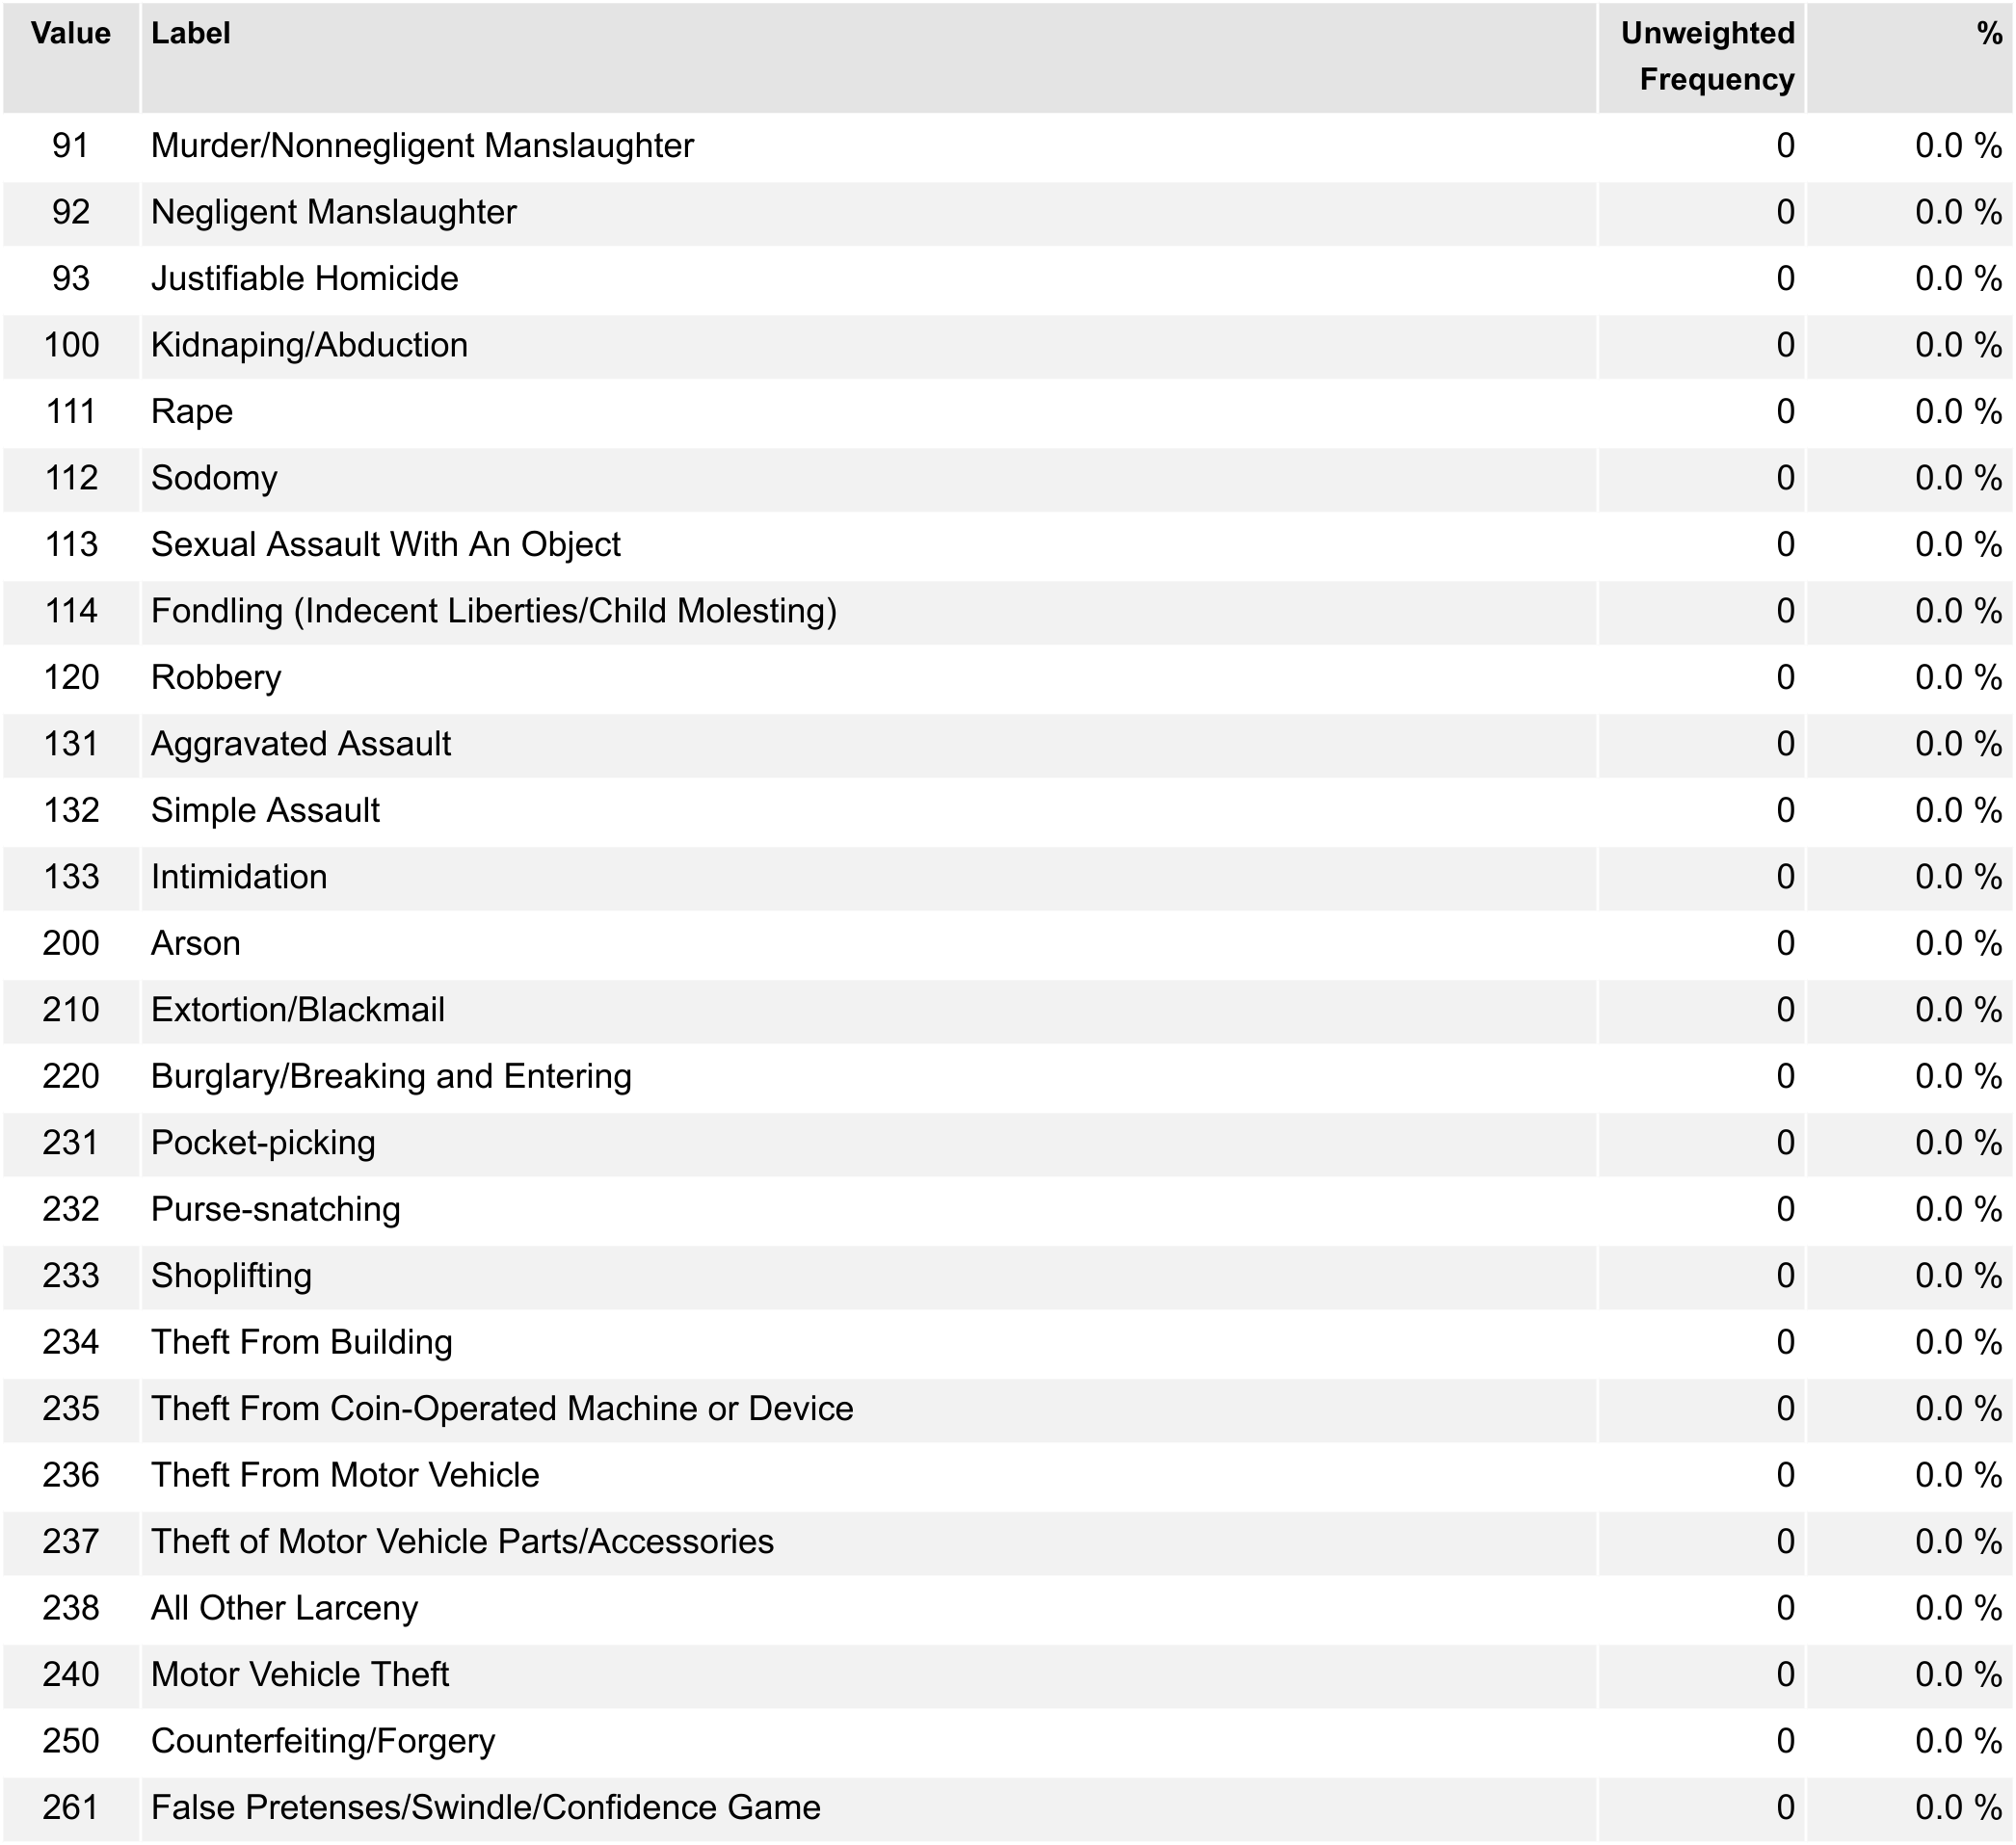 Value Label Unweighted Frequency %
91 Murder/Nonnegligent Manslaughter 0 0.0 %
92 Negligent Manslaughter 0 0.0 %
93 Justifiable Homicide 0 0.0 %
100 Kidnaping/Abduction 0 0.0 %
111 Rape 0 0.0 %
112 Sodomy 0 0.0 %
113 Sexual Assault With An Object 0 0.0 %
114 Fondling (Indecent Liberties/Child Molesting) 0 0.0 %
120 Robbery 0 0.0 %
131 Aggravated Assault 0 0.0 %
132 Simple Assault 0 0.0 %
133 Intimidation 0 0.0 %
200 Arson 0 0.0 %
210 Extortion/Blackmail 0 0.0 %
220 Burglary/Breaking and Entering 0 0.0 %
231 Pocket-picking 0 0.0 %
232 Purse-snatching 0 0.0 %
233 Shoplifting 0 0.0 %
234 Theft From Building 0 0.0 %
235 Theft From Coin-Operated Machine or Device 0 0.0 %
236 Theft From Motor Vehicle 0 0.0 %
237 Theft of Motor Vehicle Parts/Accessories 0 0.0 %
238 All Other Larceny 0 0.0 %
240 Motor Vehicle Theft 0 0.0 %
250 Counterfeiting/Forgery 0 0.0 %
261 False Pretenses/Swindle/Confidence Game 0 0.0 %